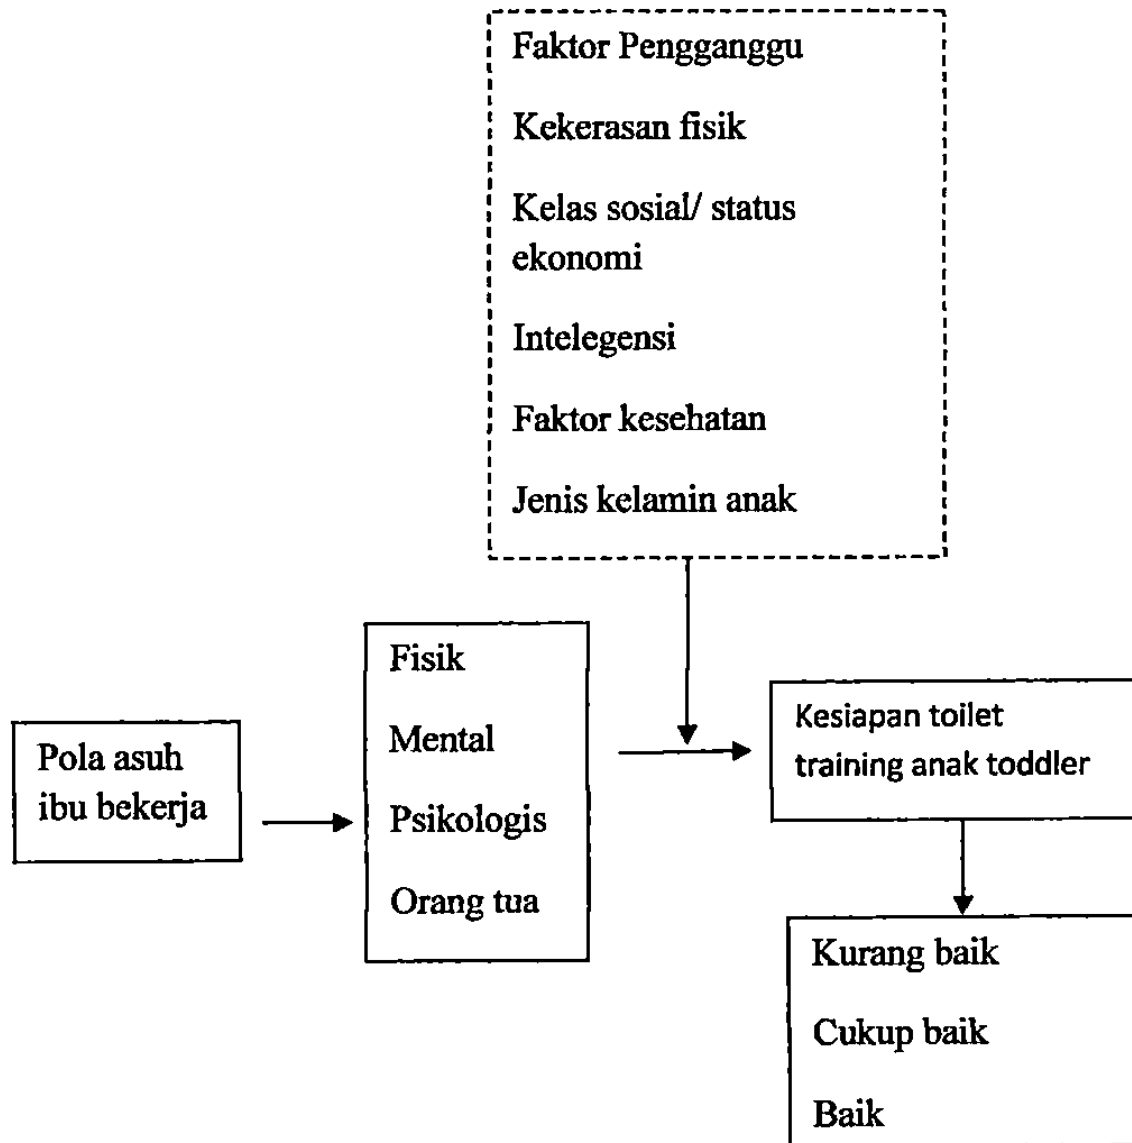 Faktor Pengganggu
Kekerasan fisik
Kelas sosial/ status
ekonomi
Intelegensi
Faktor kesehatan
Jenis kelamin anak
Fisik
Mental
Psikologis
Orang tua
Pola asuh
ibu bekerja
Kesiapan toilet
training anak toddler
Kurang baik
Cukup baik
Baik